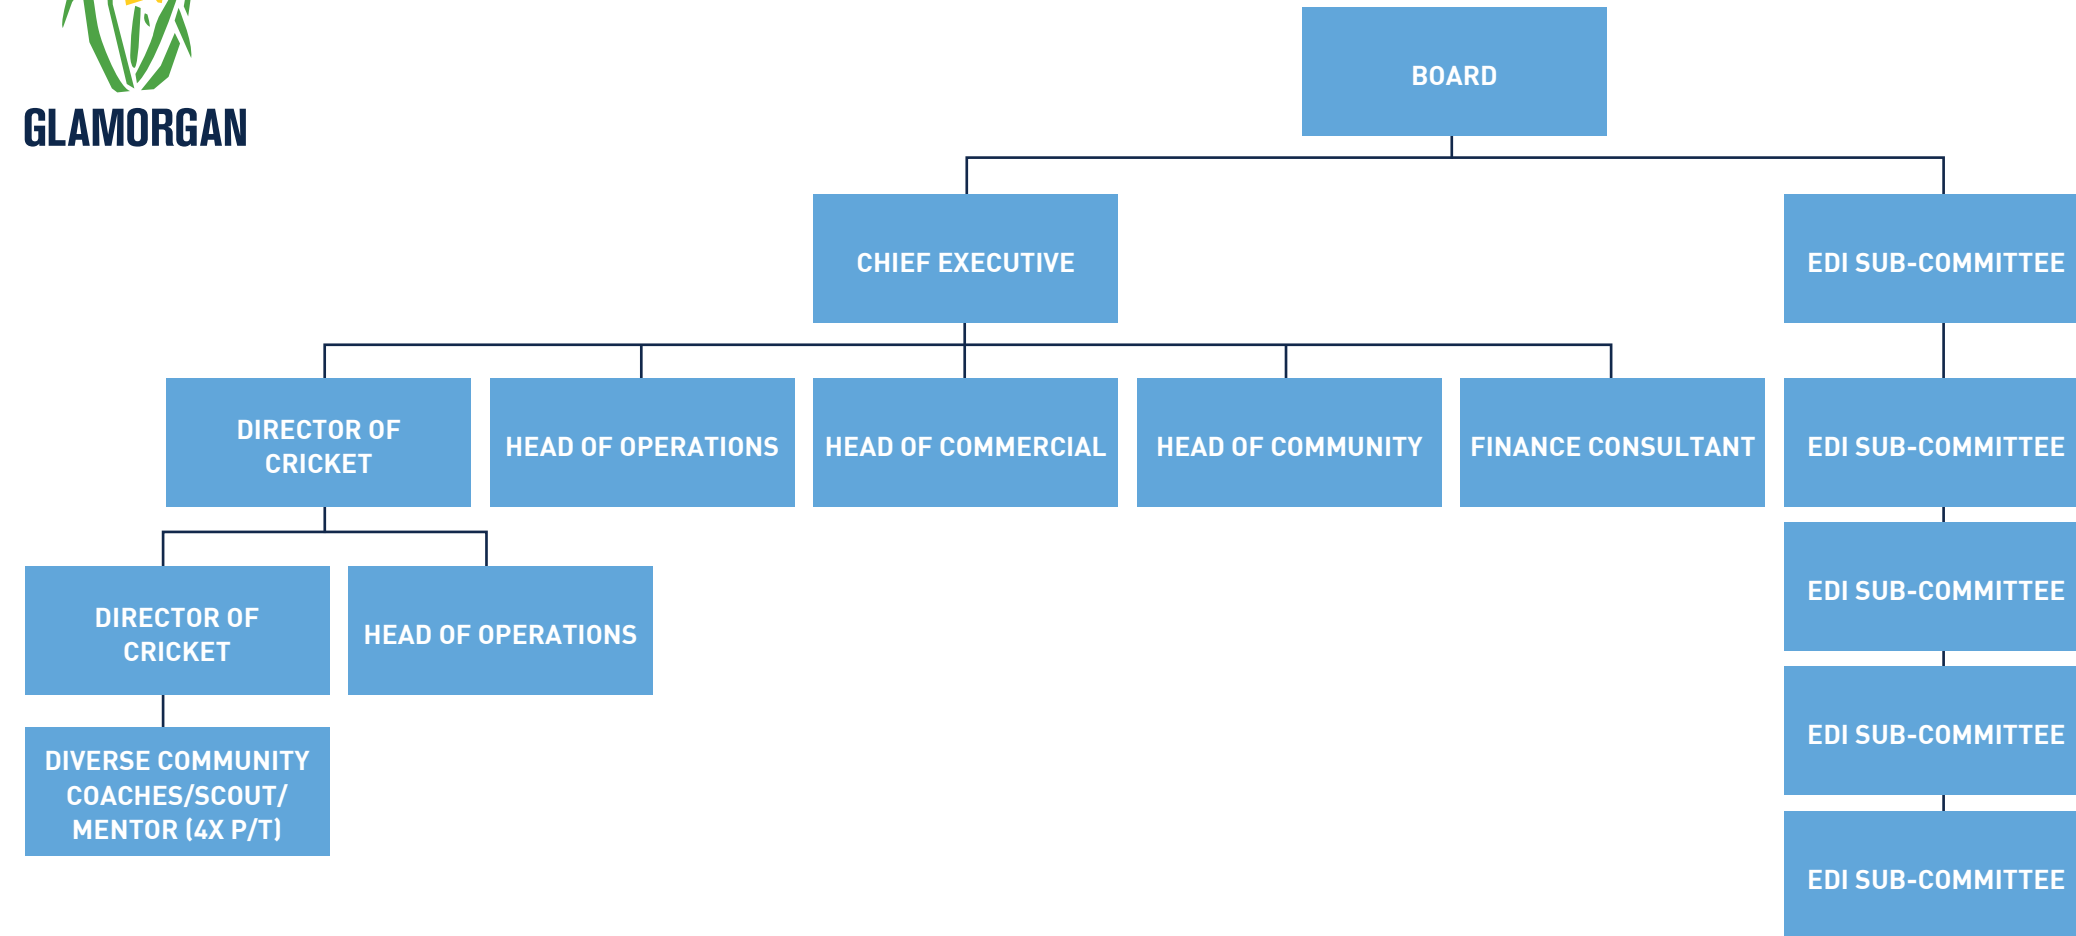 GLAMORGAN
BOARD
CHIEF EXECUTIVE
EDI SUB-COMMITTEE
DIRECTOR OF
CRICKET
HEAD OF OPERATIONS
HEAD OF COMMERCIAL
HEAD OF COMMUNITY
FINANCE CONSULTANT
EDI SUB-COMMITTEE
EDI SUB-COMMITTEE
DIRECTOR OF
CRICKET
HEAD OF OPERATIONS
EDI SUB-COMMITTEE
DIVERSE COMMUNITY
COACHES/SCOUT/
MENTOR (4X P/T)
EDI SUB-COMMITTEE